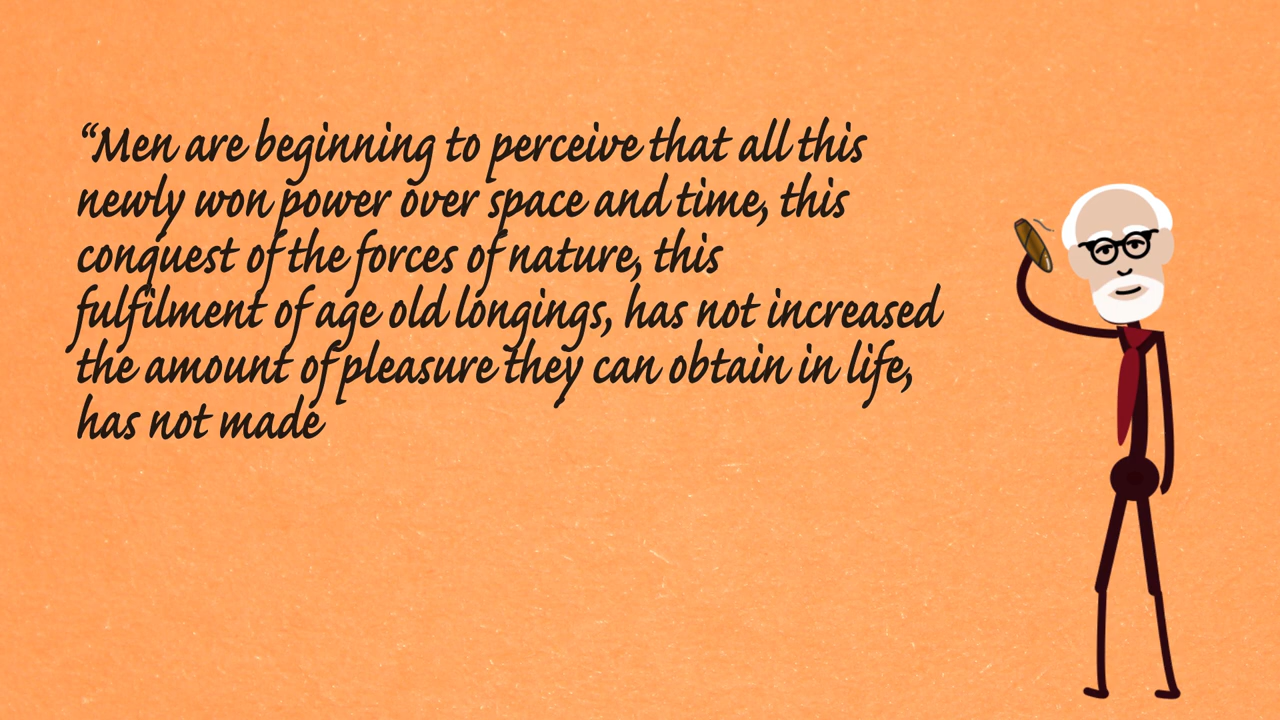 “Men are beginning to perceive that all this
newly won power over space and time, this
conquest of the forces of nature, this
fulfilment of age old longings, has not increased
the amount of pleasure they can obtain in life,
has not made